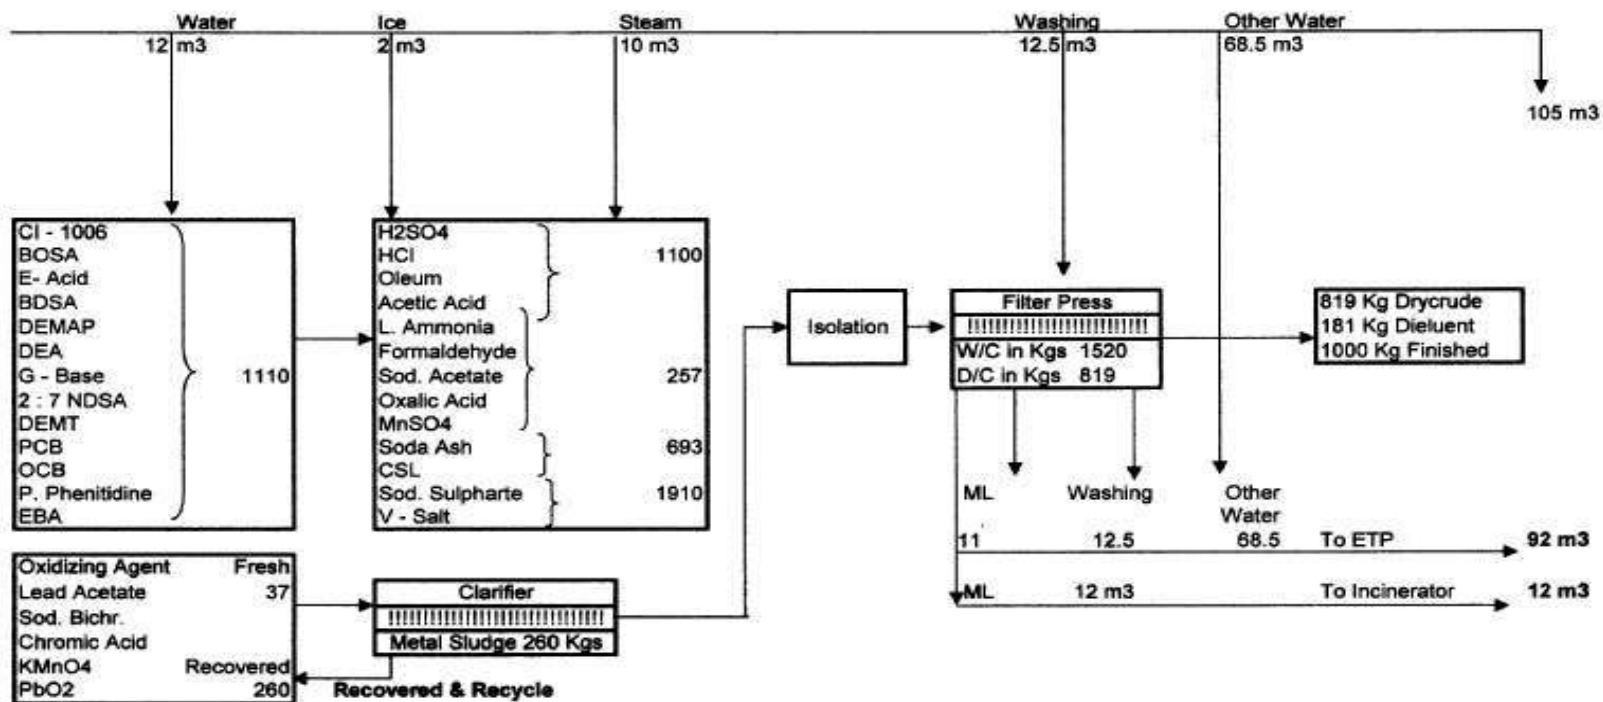 Water Ice Steam Washing Other Water
12 m3 2 m3 10 m3 12.5 m3 68.5 m3
105 m3
CI - 1006
BOSA
E- Acid
BDSA
DEMAP
DEA
G - Base 1110
2 : 7 NDSA
DEMT
PCB
OCB
P. Phenitidine
EBA
H2SO4
HCl 1100
Oleum
Acetic Acid
L. Ammonia
Formaldehyde
Sod. Acetate 257
Oxalic Acid
MnSO4
Soda Ash 693
CSL
Sod. Sulpharte 1910
V - Salt
Isolation
Filter Press
W/C in Kgs 1520
D/C in Kgs 819
819 Kg Drycrude
181 Kg Dieluent
1000 Kg Finished
ML Washing Other
Water
11 12.5 68.5 To ETP 92 m3
ML 12 m3 To Incinerator 12 m3
Oxidizing Agent Fresh
Lead Acetate 37
Sod. Bichr.
Chromic Acid
KMnO4 Recovered
PbO2 260
Clarifier
Metal Sludge 260 Kgs
Recovered & Recycle